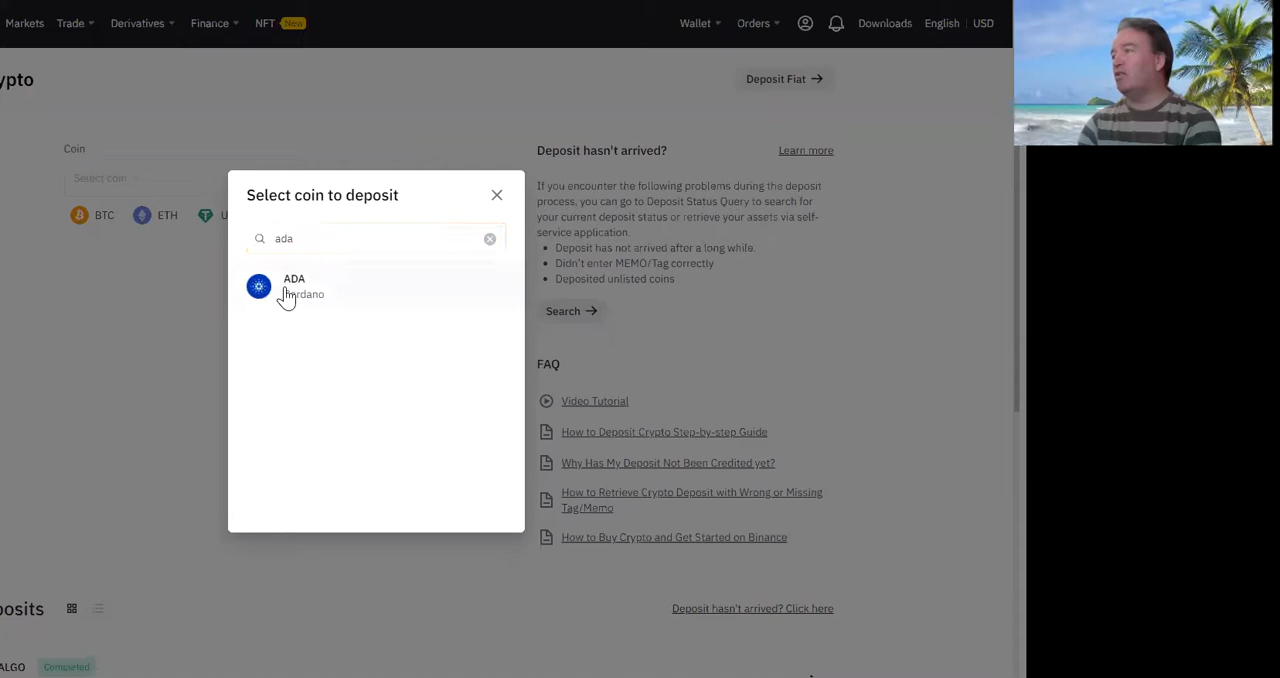 Markets Trade Derivatives Finance NFT New Wallet Orders Downloads English USD
ypto
Deposit Fiat
Coin
Select coin
BTC ETH U
Deposit hasn't arrived? Learn more
If you encounter the following problems during the deposit
process, you can go to Deposit Status Query to search for
your current deposit status or retrieve your assets via self-
service application.
Deposit has not arrived after a long while.
Didn't enter MEMO/Tag correctly
Deposited unlisted coins
Search
Select coin to deposit
ada
ADA
rdano
FAQ
Video Tutorial
How to Deposit Crypto Step-by-step Guide
Why Has My Deposit Not Been Credited yet?
How to Retrieve Crypto Deposit with Wrong or Missing
Tag/Memo
How to Buy Crypto and Get Started on Binance
osits
Deposit hasn't arrived? Click here
ALGO Completed